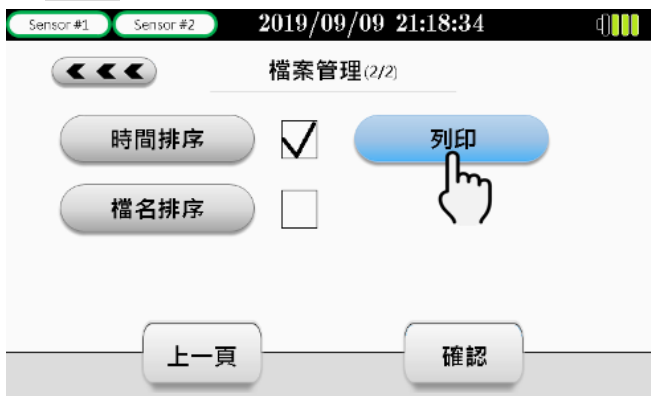 Sensor #1 Sensor #2 2019/09/09 21:18:34
檔案管理(2/2)
時間排序 列印
檔名排序
上一頁 確認